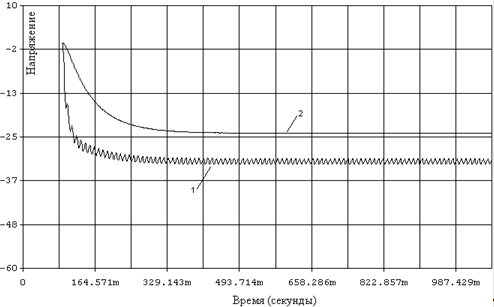 10
Напряжение
-2
-13
2
-25
-37
1
-48
-60
0
164.571m
329.143m
493.714m
658.286m
822.857m
987.429m
Время (секунды)